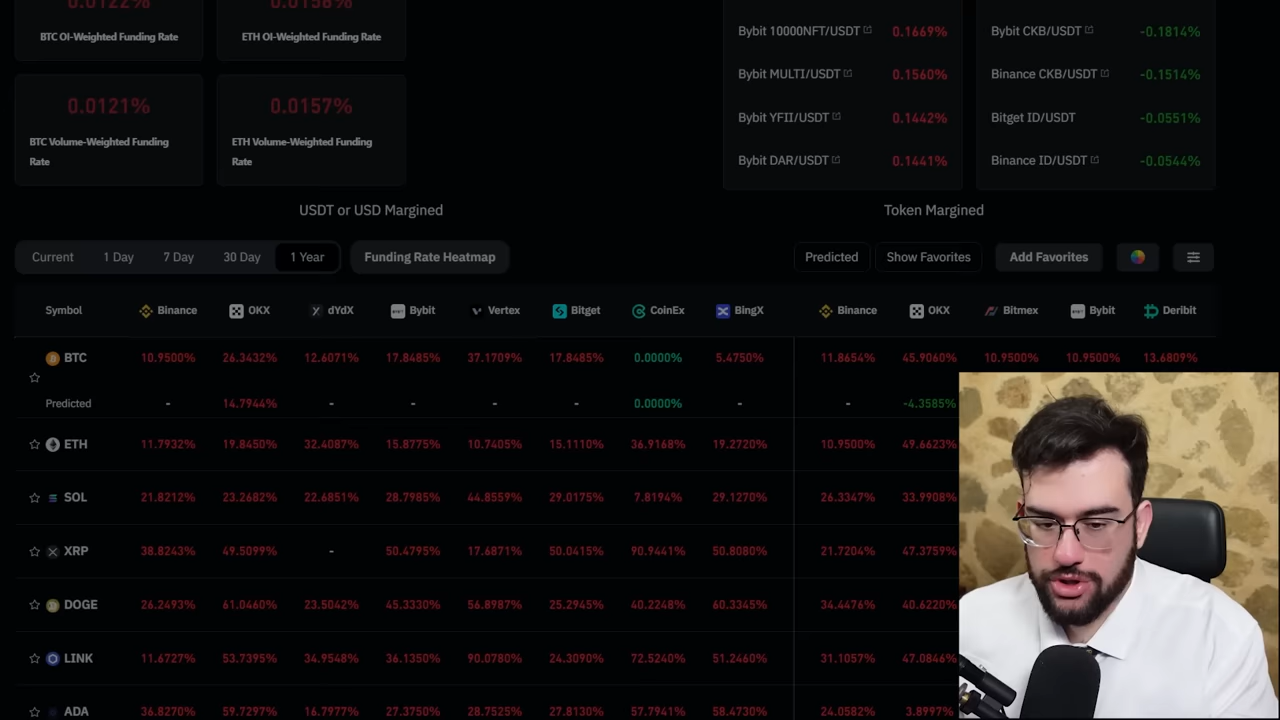 0.0122%
0.0158%
BTC OI-Weighted Funding Rate
ETH OI-Weighted Funding Rate
0.0121%
0.0157%
BTC Volume-Weighted Funding Rate
ETH Volume-Weighted Funding Rate
Bybit 10000NFT/USDT 0.1669%
Bybit MULTI/USDT 0.1560%
Bybit YFII/USDT 0.1442%
Bybit DAR/USDT 0.1441%
Bybit CKB/USDT -0.1814%
Binance CKB/USDT -0.1514%
Bitget ID/USDT -0.0551%
Binance ID/USDT -0.0544%
USDT or USD Margined
Token Margined
Current 1 Day 7 Day 30 Day 1 Year Funding Rate Heatmap Predicted Show Favorites Add Favorites
Symbol Binance OKX dYdX Bybit Vertex Bitget CoinEx BingX Binance OKX Bitmex Bybit Deribit
BTC 10.9500% 26.3432% 12.6071% 17.8485% 37.1709% 17.8485% 0.0000% 5.4750% 11.8654% 45.9060% 10.9500% 10.9500% 13.6809%
Predicted - 14.7944% - - - - 0.0000% - - -4.3585%
ETH 11.7932% 19.8450% 32.4087% 15.8775% 10.7405% 15.1110% 36.9168% 19.2720% 10.9500% 49.6623%
SOL 21.8212% 23.2682% 22.6851% 28.7985% 44.8559% 29.0175% 7.8194% 29.1270% 26.3347% 33.9908%
XRP 38.8243% 49.5099% - 50.4795% 17.6871% 50.0415% 90.9441% 50.8080% 21.7204% 47.3759%
DOGE 26.2493% 61.0460% 23.5042% 45.3330% 56.8987% 25.2945% 40.2248% 60.3345% 34.4476% 40.6220%
LINK 11.6727% 53.7395% 34.9548% 36.1350% 90.0780% 24.3090% 72.5240% 51.2460% 31.1057% 47.0846%
ADA 36.8270% 59.7297% 16.7977% 27.3750% 28.7525% 27.8130% 57.7941% 58.4730% 24.0582% 3.8997%